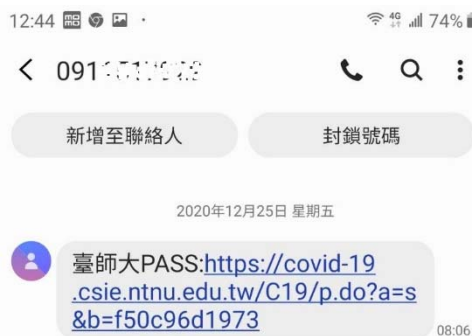 12:44 4G 74%
新增至聯絡人 封鎖號碼
2020年12月25日 星期五
臺師大PASS:https://covid-19
.csie.ntnu.edu.tw/C19/p.do?a=s
&b=f50c96d1973
08:06